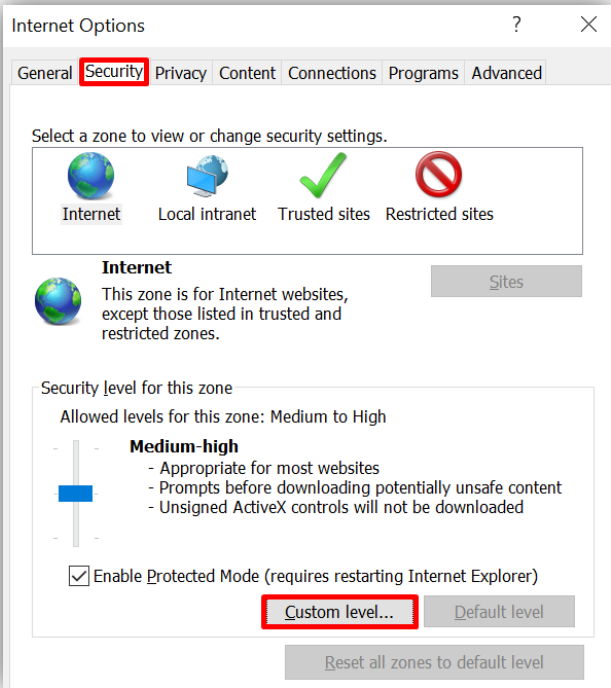 Internet Options ?
General Security Privacy Content Connections Programs Advanced
Select a zone to view or change security settings.
Internet Local intranet Trusted sites Restricted sites
Internet
Sites
This zone is for Internet websites,
except those listed in trusted and
restricted zones.
Security level for this zone
Allowed levels for this zone: Medium to High
Medium-high
- Appropriate for most websites
- Prompts before downloading potentially unsafe content
- Unsigned ActiveX controls will not be downloaded
Enable Protected Mode (requires restarting Internet Explorer)
Custom level... Default level
Reset all zones to default level